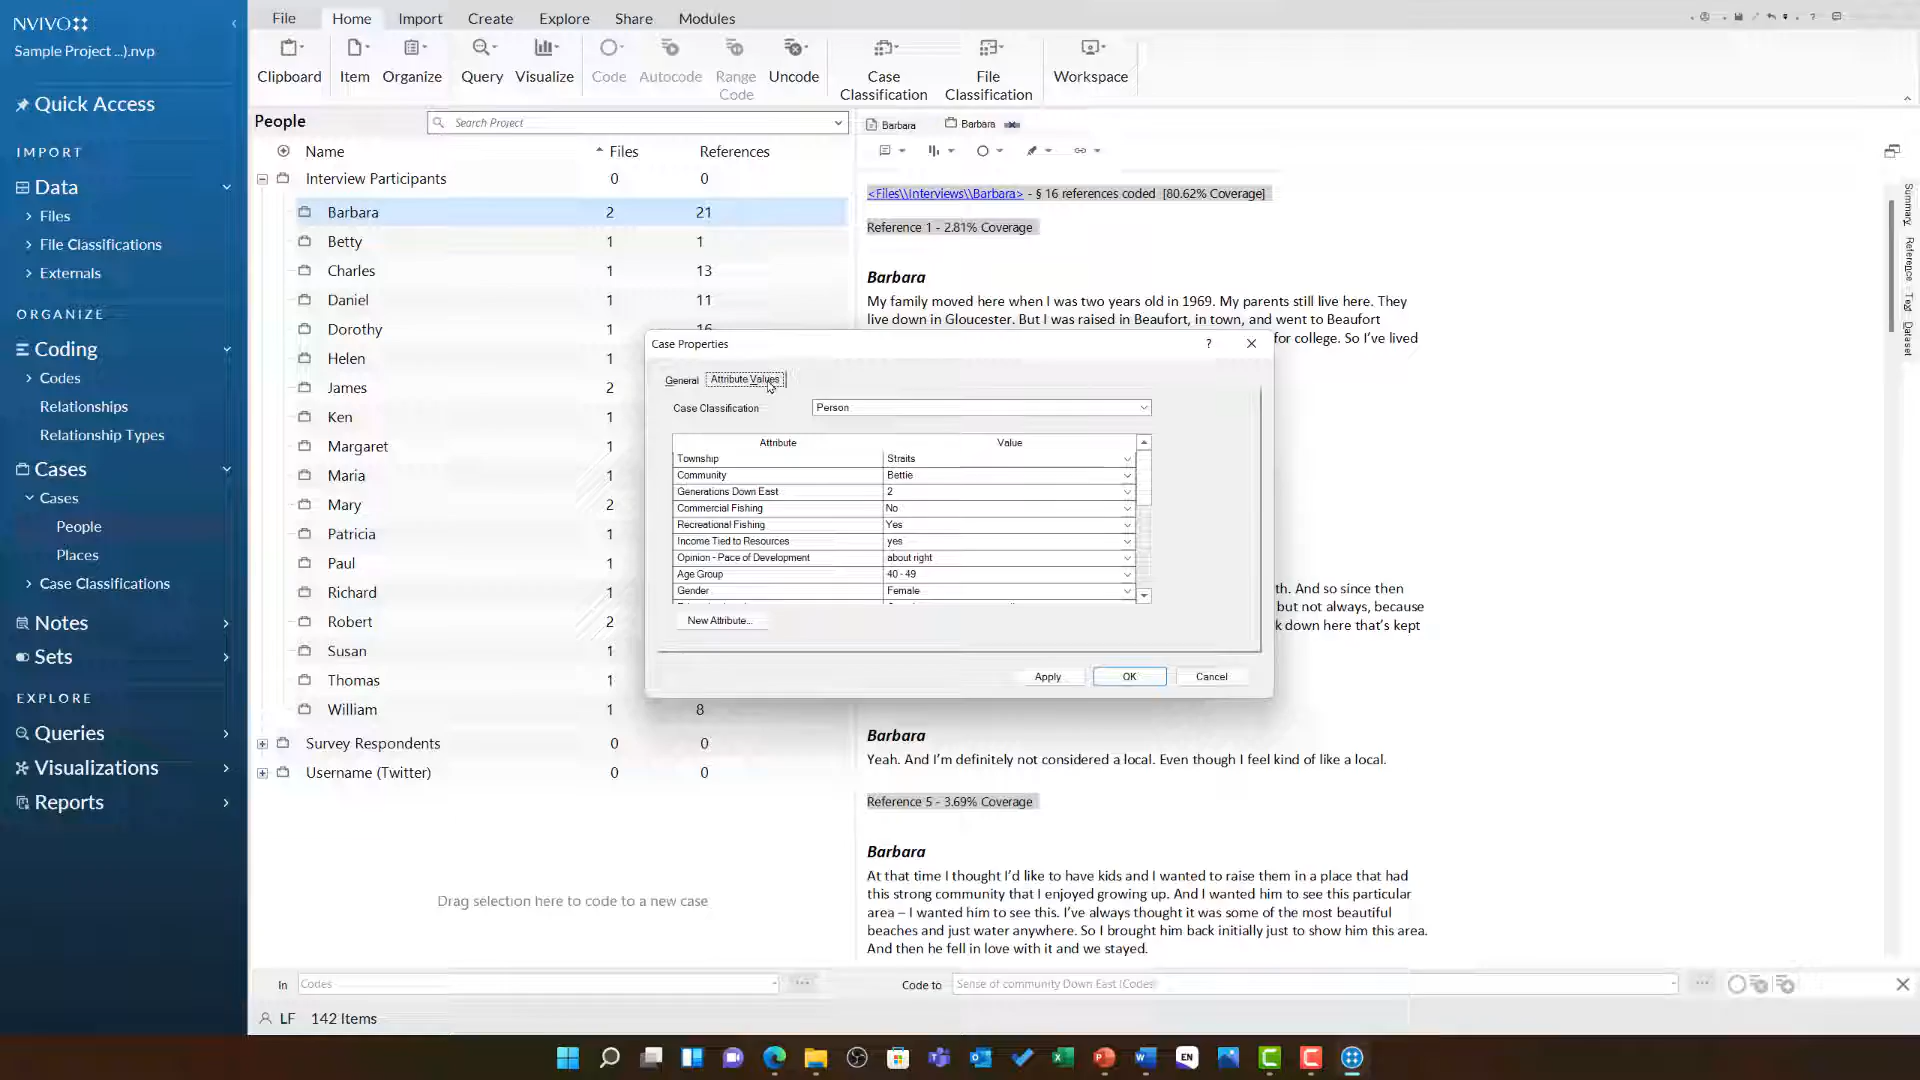 NVIVO
Sample Project ...).nvp
Quick Access
IMPORT
Data
Files
File Classifications
Externals
ORGANIZE
Coding
Codes
Relationships
Relationship Types
Cases
Cases
People
Places
Case Classifications
Notes
Sets
EXPLORE
Queries
Visualizations
Reports
File Home Import Create Explore Share Modules
Clipboard Item Organize Query Visualize Code Autocode Range Code Uncode Case Classification File Classification Workspace
People Search Project
Name Files References
Interview Participants 0 0
Barbara 2 21
Betty 1 1
Charles 1 13
Daniel 1 11
Dorothy 1 16
Helen 1
James 2
Ken 1
Margaret 1
Maria 1
Mary 2
Patricia 1
Paul 1
Richard 1
Robert 2
Susan 1
Thomas 1
William 1 8
Survey Respondents 0 0
Username (Twitter) 0 0
Drag selection here to code to a new case
Barbara Barbara
<Files\\Interviews\\Barbara> - § 16 references coded [80.62% Coverage]
Reference 1 - 2.81% Coverage
Barbara
My family moved here when I was two years old in 1969. My parents still live here. They
live down in Gloucester. But I was raised in Beaufort, in town, and went to Beaufort
for college. So I've lived
Case Properties ?
General Attribute Values
Case Classification Person
Attribute Value
Township Straits
Community Bettie
Generations Down East 2
Commercial Fishing No
Recreational Fishing Yes
Income Tied to Resources yes
Opinion - Pace of Development about right
Age Group 40 - 49
Gender Female
New Attribute...
Apply OK Cancel
th. And so since then
but not always, because
k down here that's kept
Barbara
Yeah. And I'm definitely not considered a local. Even though I feel kind of like a local.
Reference 5 - 3.69% Coverage
Barbara
At that time I thought I'd like to have kids and I wanted to raise them in a place that had
this strong community that I enjoyed growing up. And I wanted him to see this particular
area – I wanted him to see this. I've always thought it was some of the most beautiful
beaches and just water anywhere. So I brought him back initially just to show him this area.
And then he fell in love with it and we stayed.
Summary
Reference
Text
Dataset
In Codes Code to Sense of community Down East (Codes)
LF 142 Items
EN